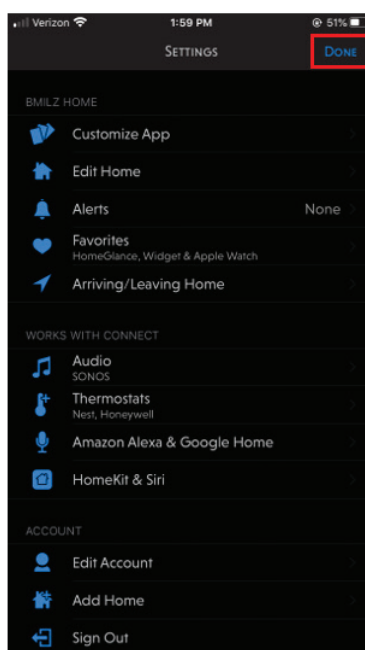 Verizon 1:59 PM 51%
SETTINGS DONE
BMILZ HOME
Customize App
Edit Home
Alerts None
Favorites
HomeGlance, Widget & Apple Watch
Arriving/Leaving Home
WORKS WITH CONNECT
Audio
SONOS
Thermostats
Nest, Honeywell
Amazon Alexa & Google Home
HomeKit & Siri
ACCOUNT
Edit Account
Add Home
Sign Out